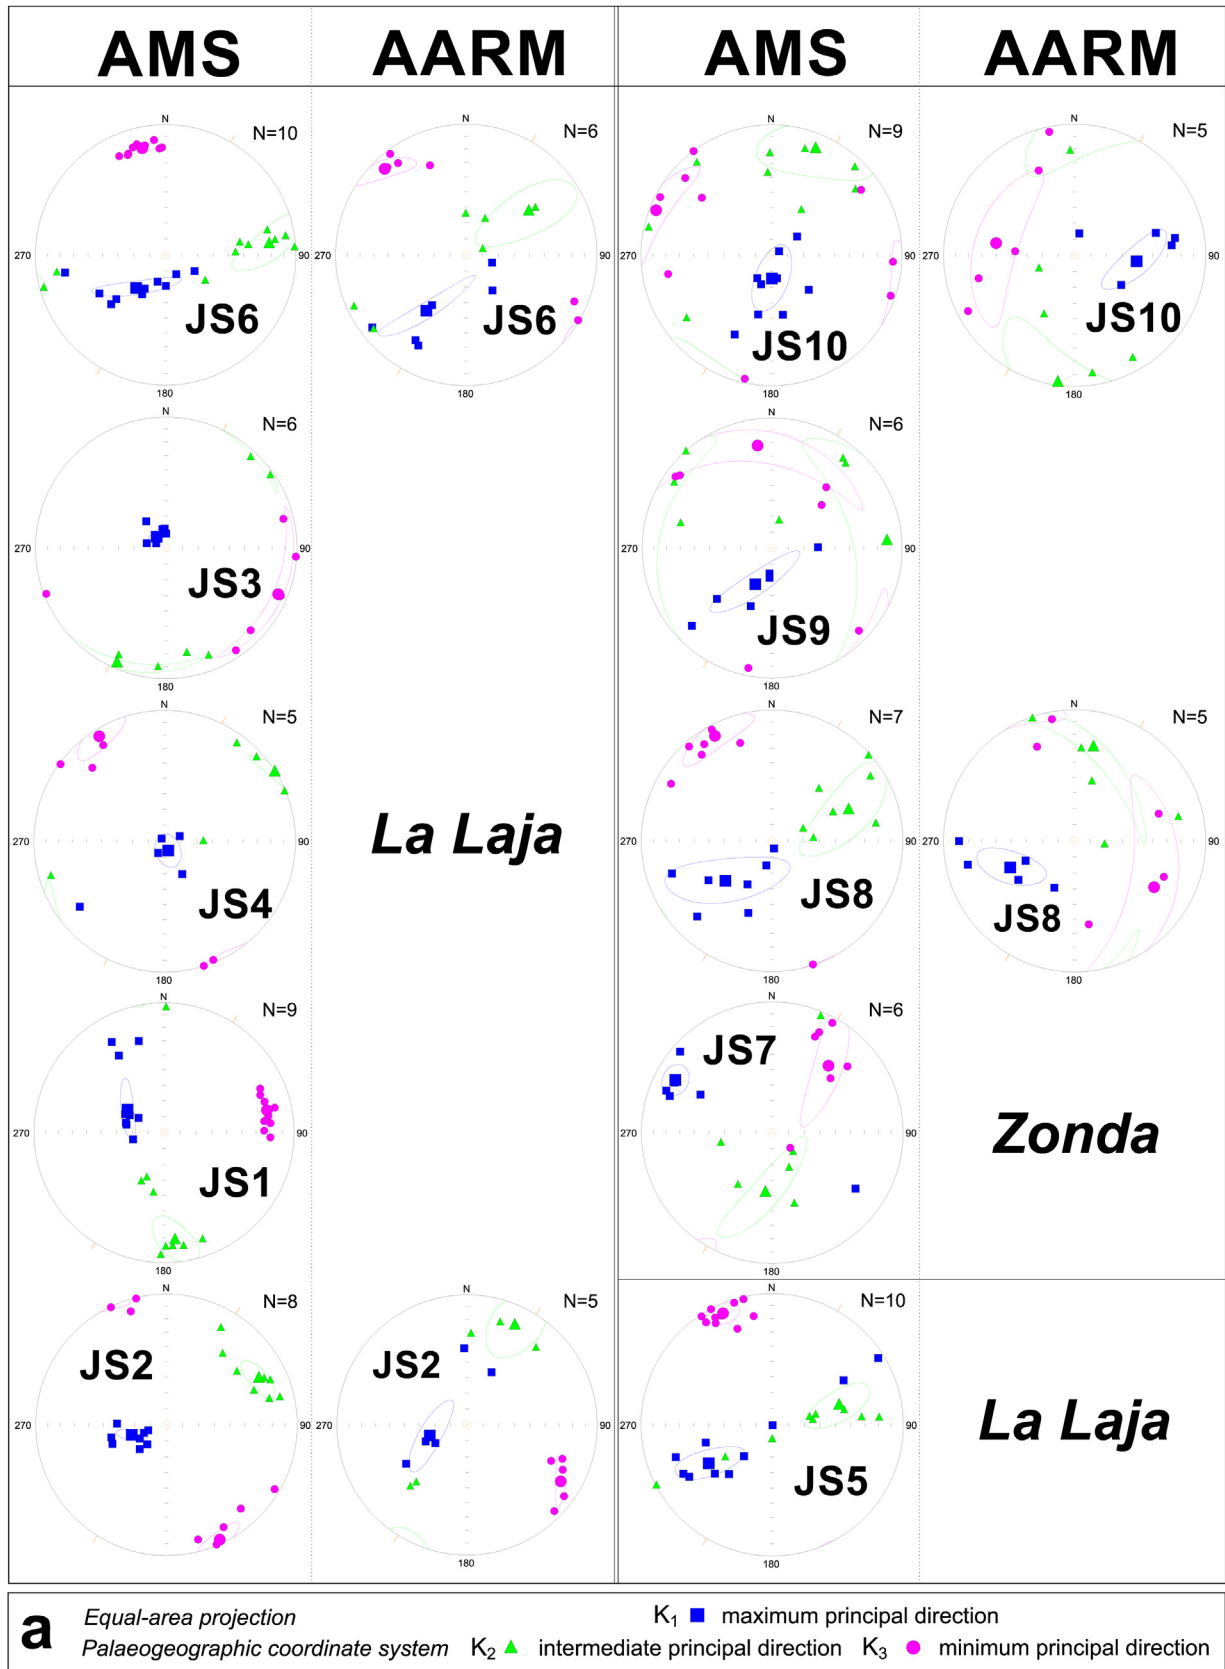 AMS AARM AMS AARM
N N=10 270 90 180 JS6
N N=6 270 90 180 JS6
N N=9 270 90 180 JS10
N N=5 270 90 180 JS10
N N=6 270 90 180 JS3
N=6 270 90 180 JS9
N N=5 270 90 180 JS4
La Laja
N N=7 270 90 180 JS8
N N=5 270 90 180 JS8
N N=9 270 90 180 JS1
N N=6 JS7 270 90 180
Zonda
N N=8 JS2 270 90 180
N N=5 JS2 270 90 180
N N=10 270 90 180 JS5
La Laja
a
Equal-area projection K1 maximum principal direction
Palaeogeographic coordinate system K2 intermediate principal direction K3 minimum principal direction